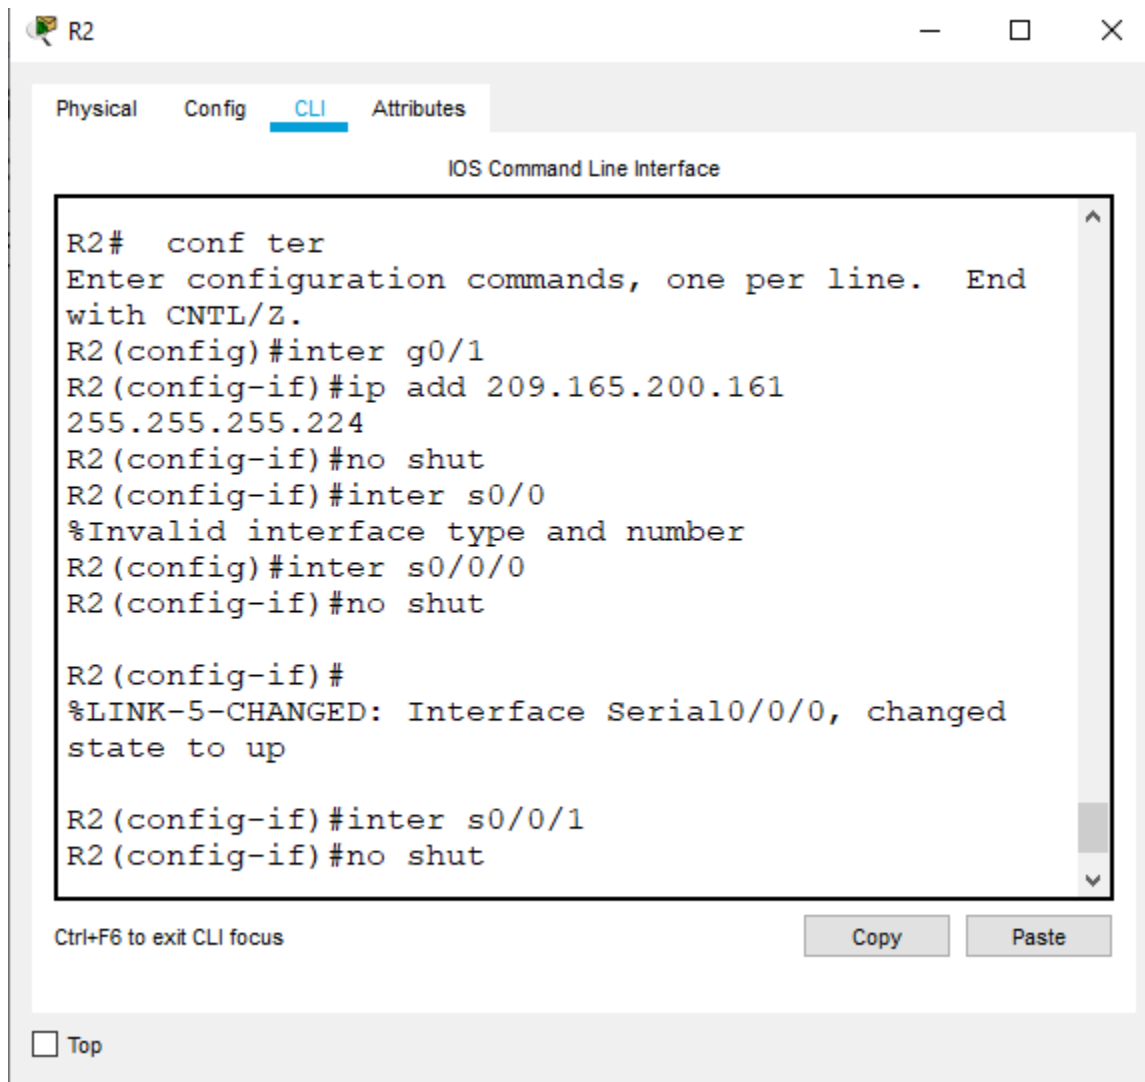 R2
Physical Config CLI Attributes
IOS Command Line Interface
R2#  conf ter
Enter configuration commands, one per line.  End
with CNTL/Z.
R2(config)#inter g0/1
R2(config-if)#ip add 209.165.200.161
255.255.255.224
R2(config-if)#no shut
R2(config-if)#inter s0/0
%Invalid interface type and number
R2(config)#inter s0/0/0
R2(config-if)#no shut
R2(config-if)#
%LINK-5-CHANGED: Interface Serial0/0/0, changed
state to up
R2(config-if)#inter s0/0/1
R2(config-if)#no shut
Ctrl+F6 to exit CLI focus
Copy Paste
Top